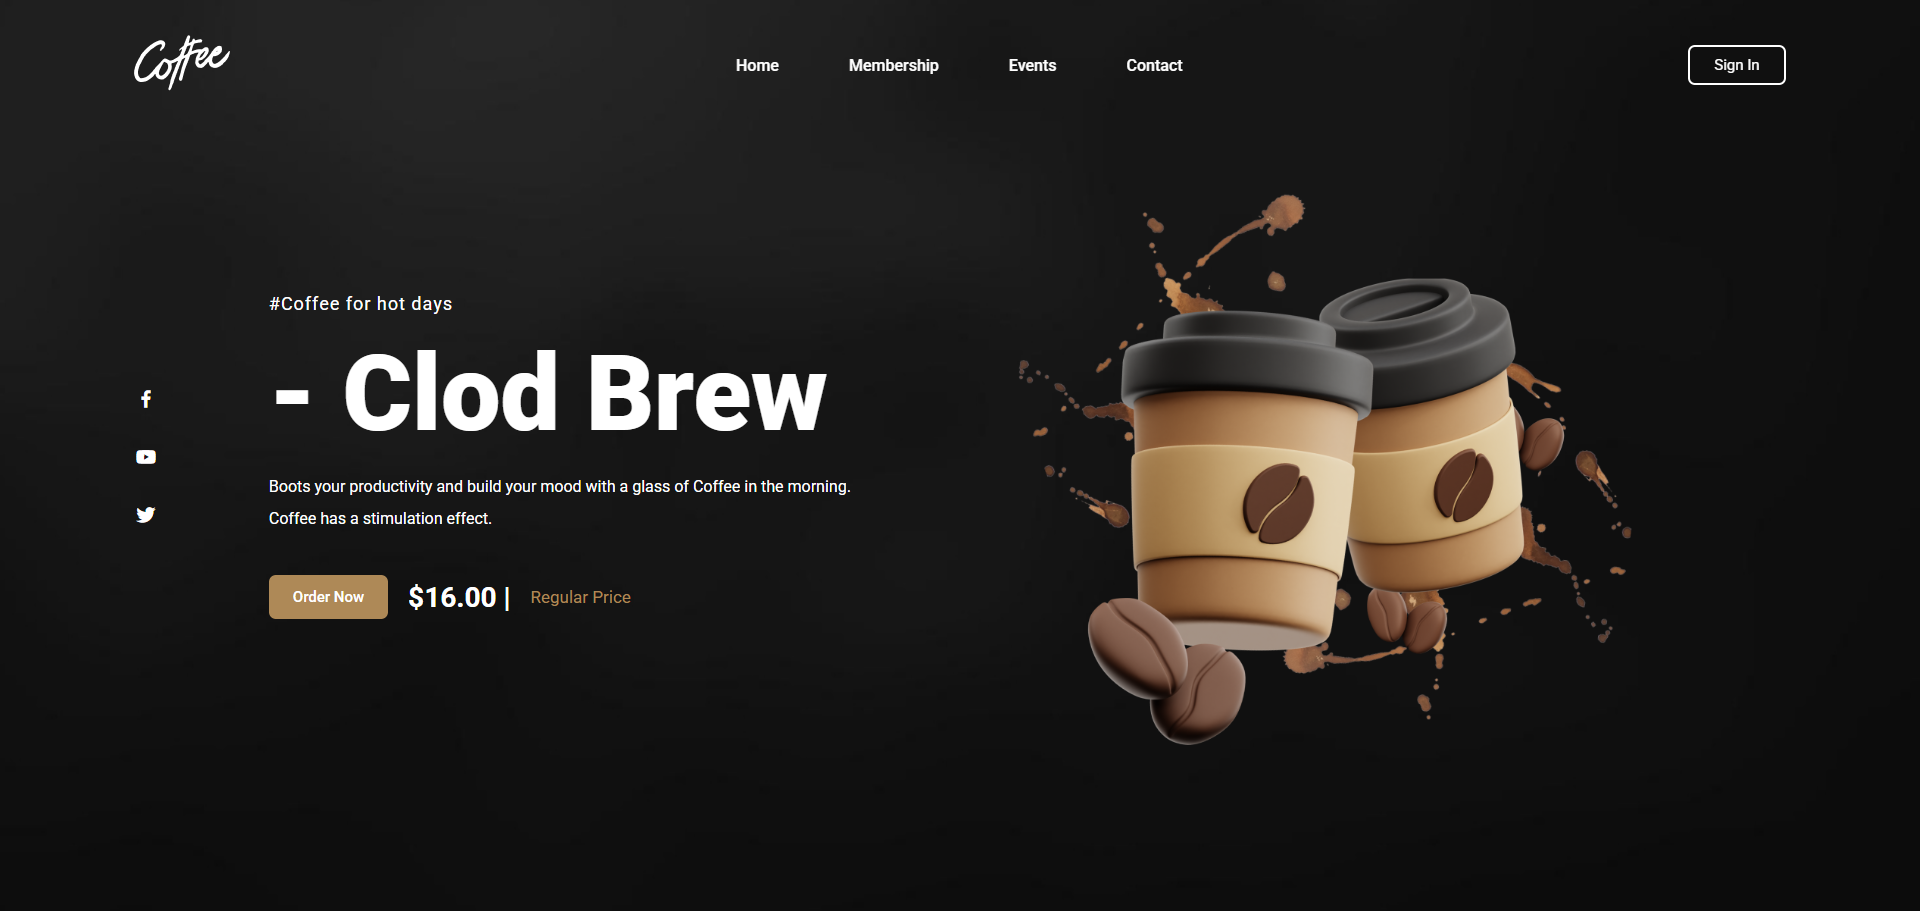 Coffee
Home Membership Events Contact
Sign In
#Coffee for hot days
- Clod Brew
Boots your productivity and build your mood with a glass of Coffee in the morning.
Coffee has a stimulation effect.
Order Now $16.00 | Regular Price